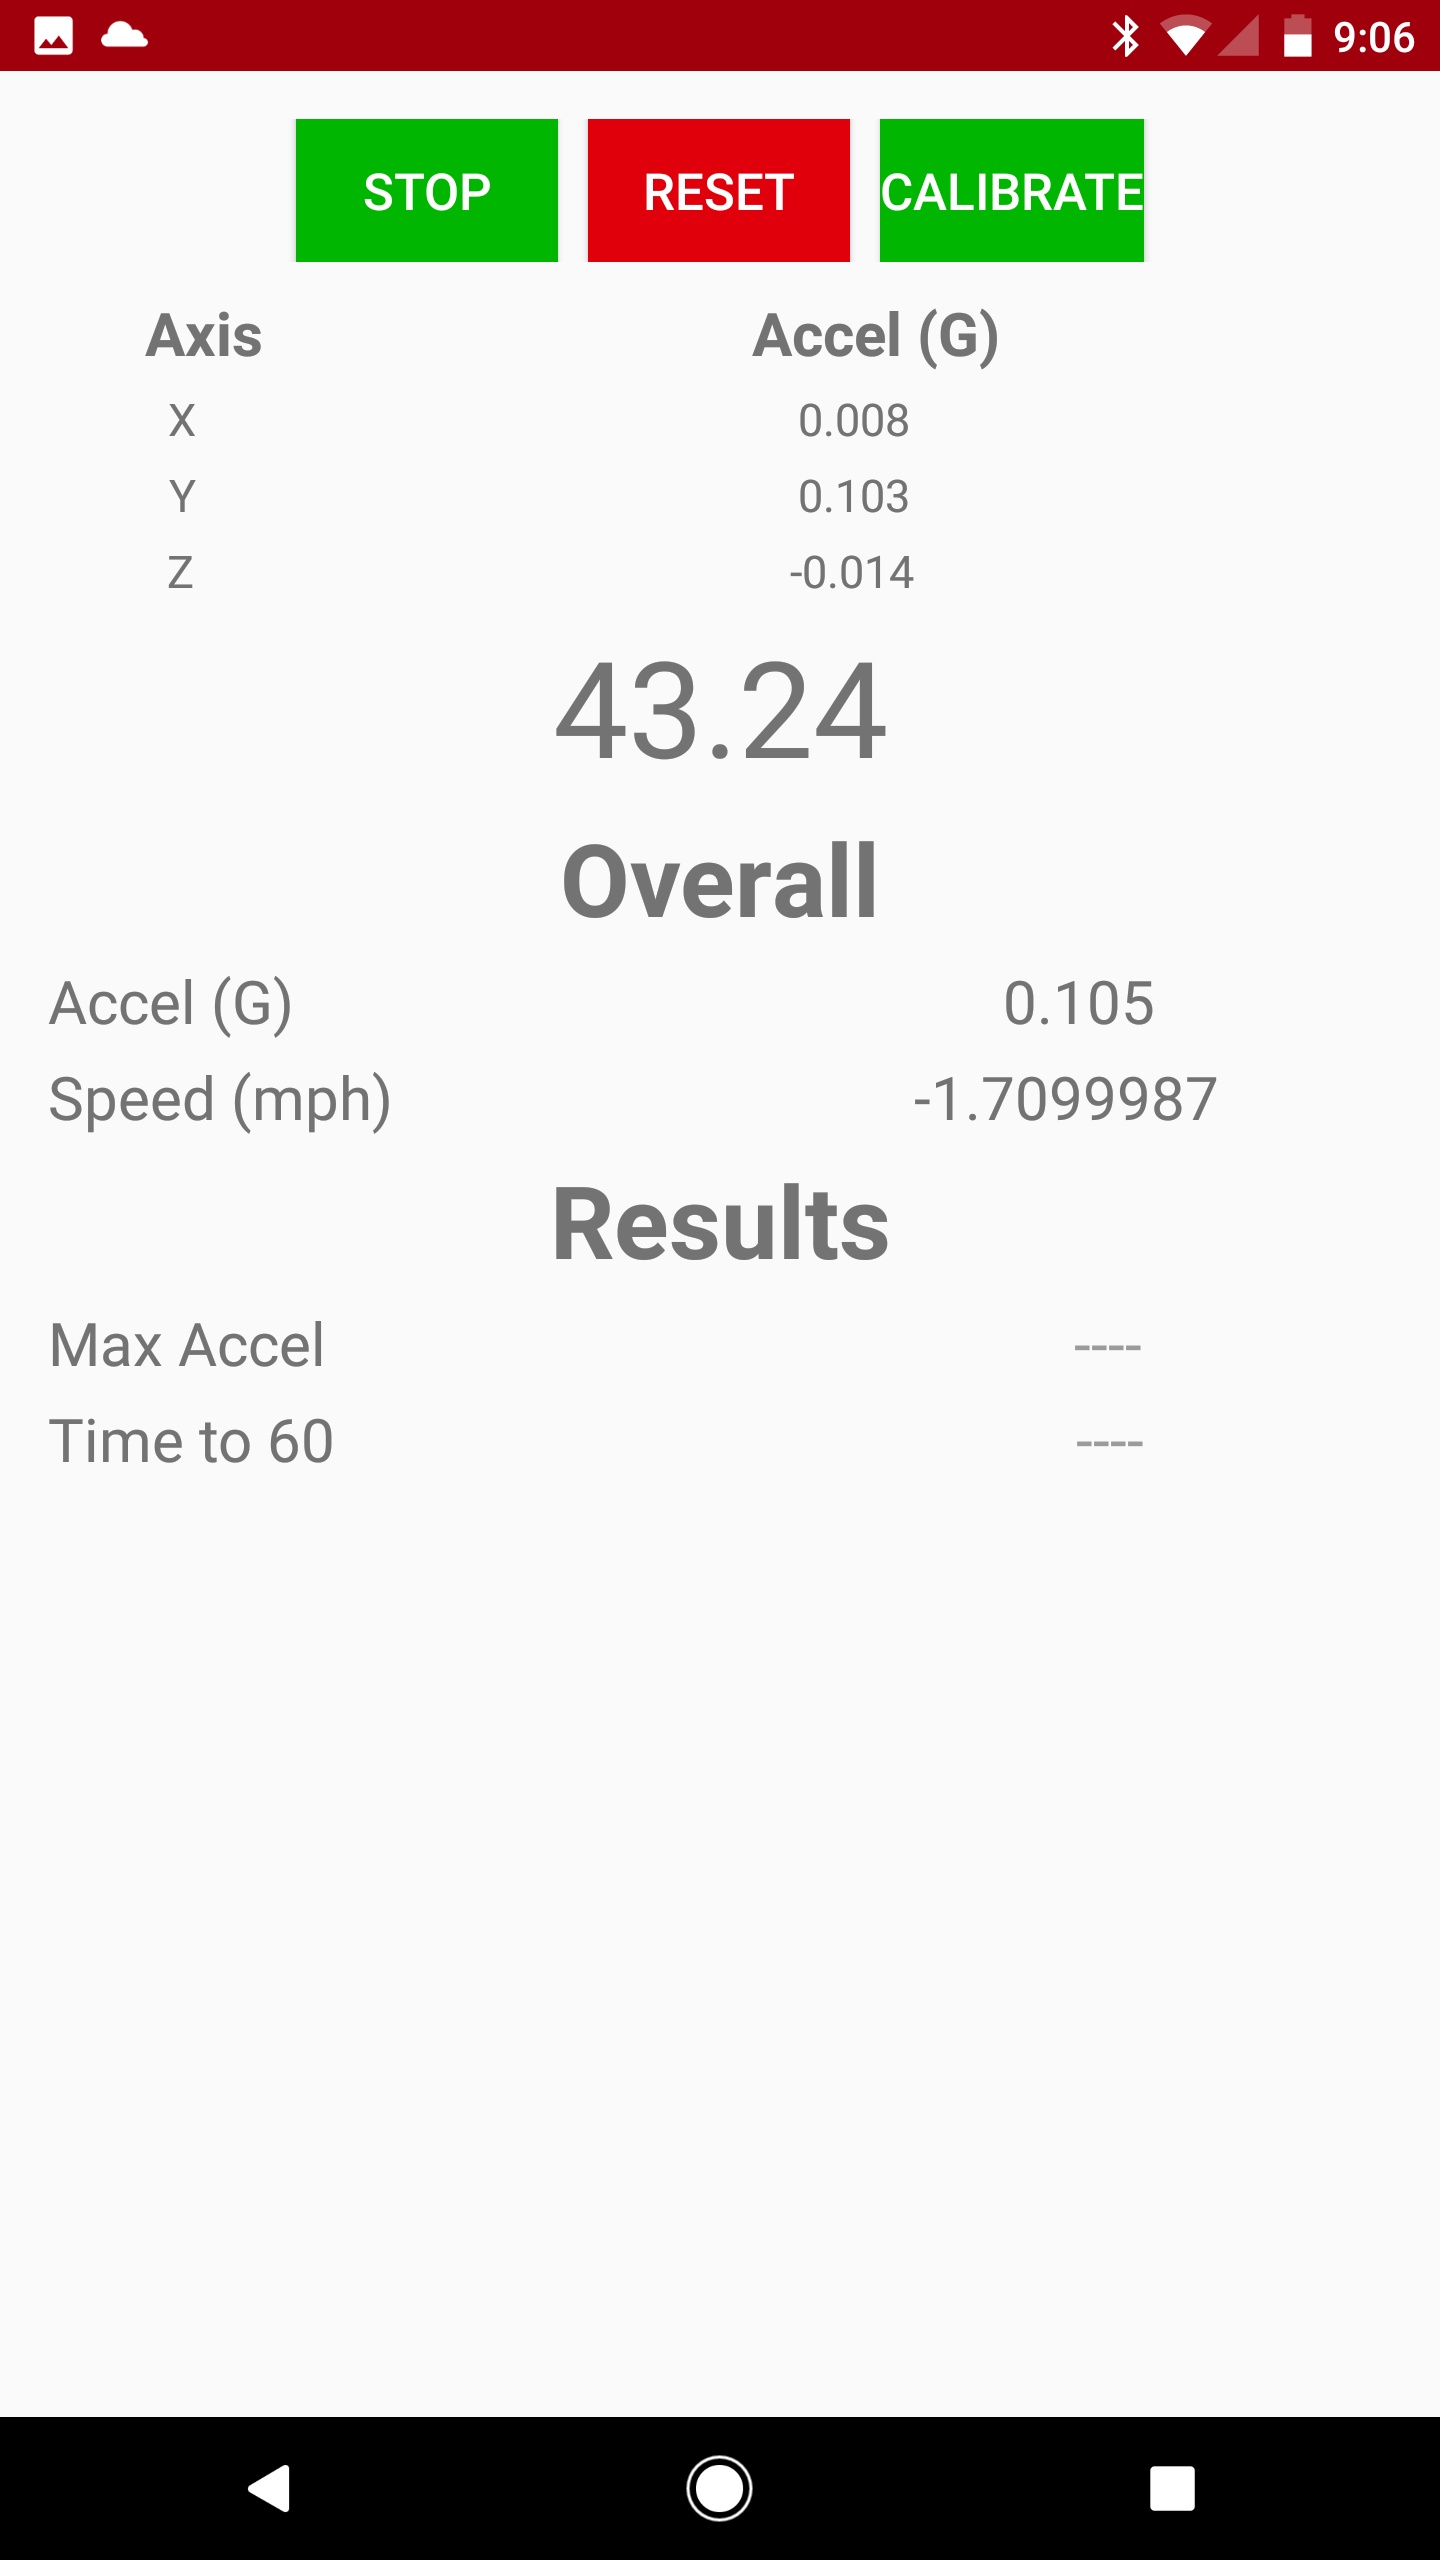 9:06
STOP RESET CALIBRATE
Axis Accel (G)
X 0.008
Y 0.103
Z -0.014
43.24
Overall
Accel (G) 0.105
Speed (mph) -1.7099987
Results
Max Accel ----
Time to 60 ----